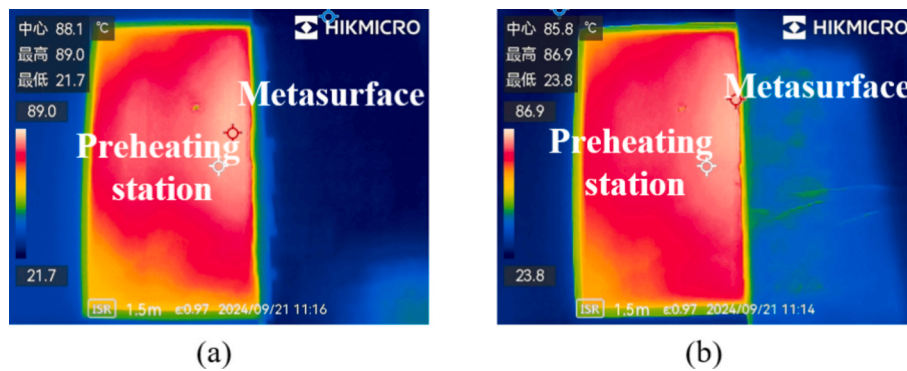 中心 88.1 °C
最高 89.0
最低 21.7
HIKMICRO
89.0
Metasurface
Preheating
station
21.7
ISR 1.5m ε:0.97 2024/09/21 11:16
(a)
中心 85.8 °C
最高 86.9
最低 23.8
HIKMICRO
86.9
Metasurface
Preheating
station
23.8
ISR 1.5m ε:0.97 2024/09/21 11:14
(b)